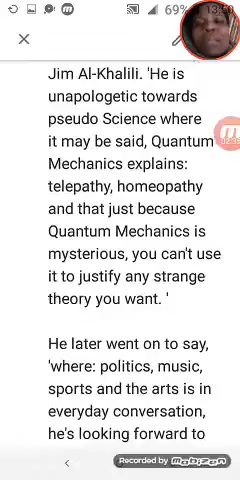 69%
13:50
Jim Al-Khalili. 'He is
unapologetic towards
pseudo Science where
it may be said, Quantum
Mechanics explains:
telepathy, homeopathy
and that just because
Quantum Mechanics is
mysterious, you can't use
it to justify any strange
theory you want. '
He later went on to say,
'where: politics, music,
sports and the arts is in
everyday conversation,
he's looking forward to
Recorded by mobizen